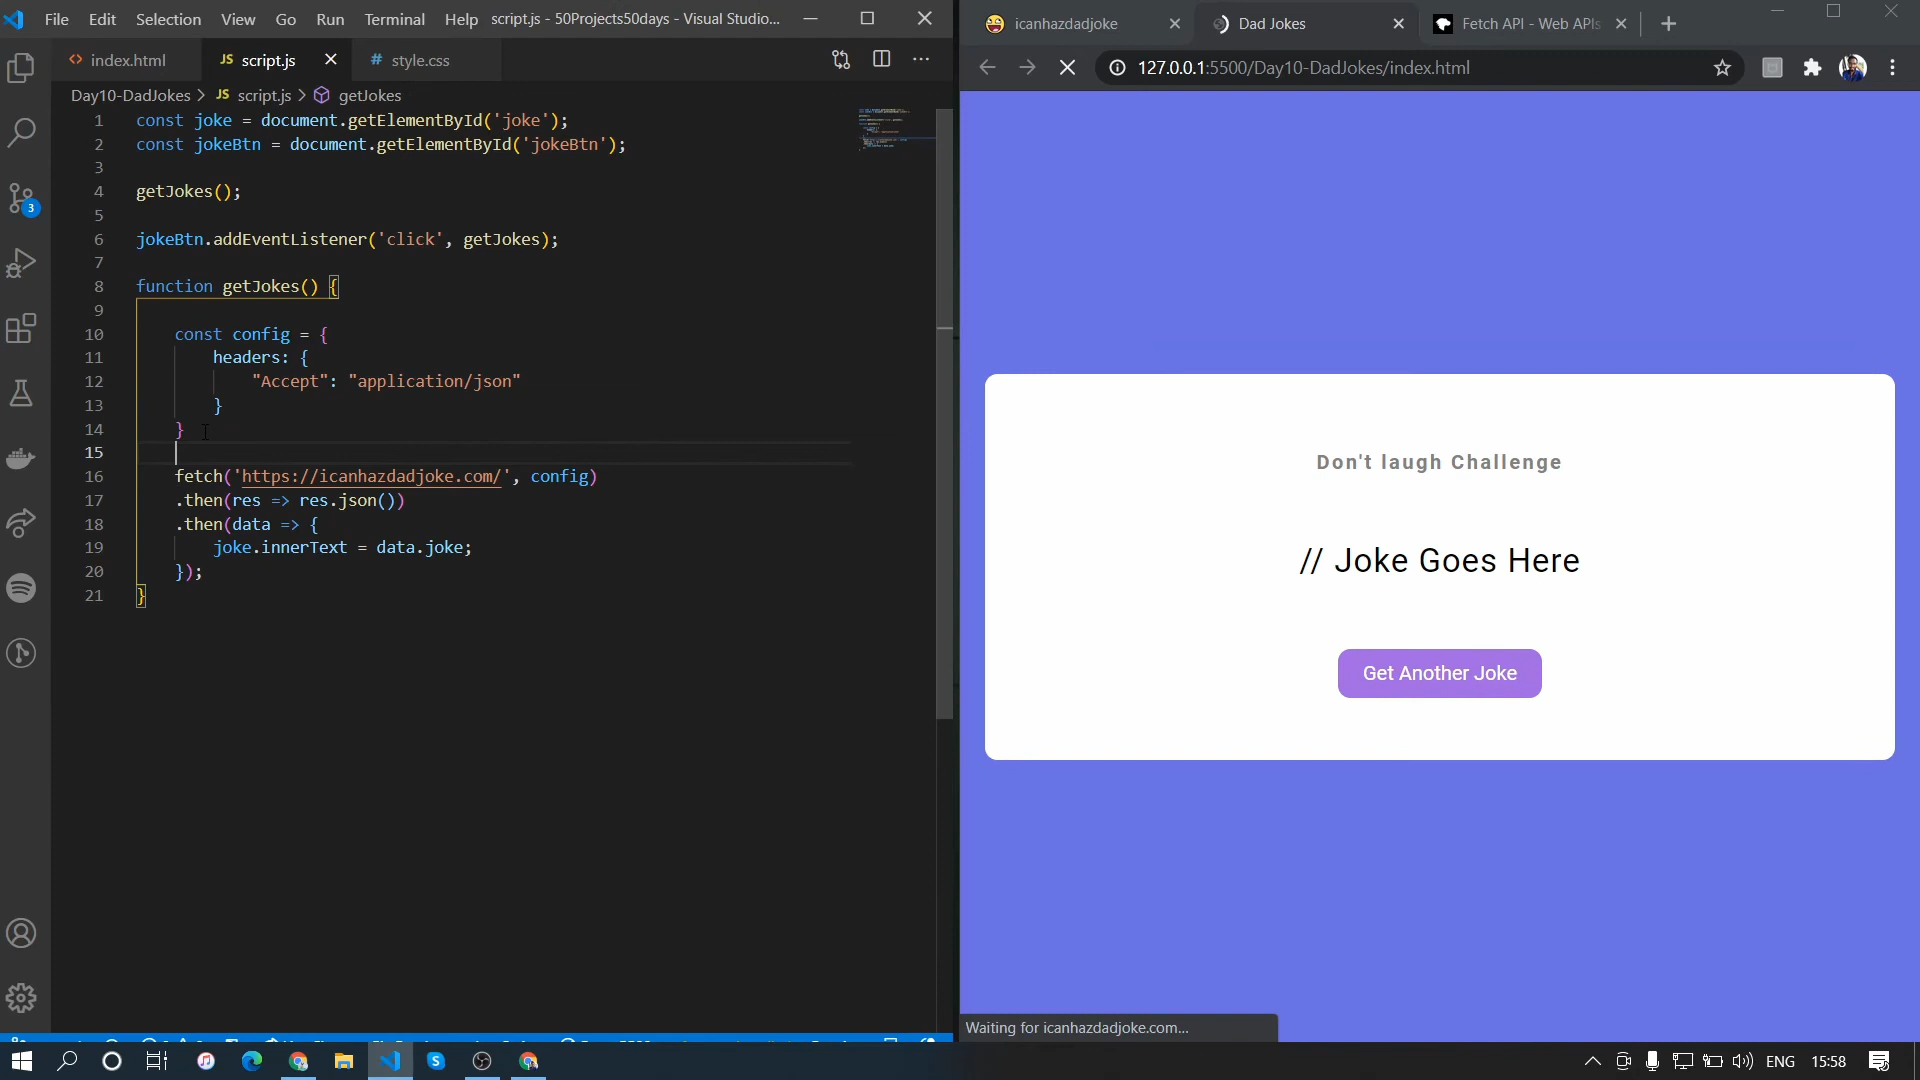 File Edit Selection View Go Run Terminal Help script.js - 50Projects50days - Visual Studio...
index.html JS script.js # style.css
Day10-DadJokes > JS script.js > getJokes
1 const joke = document.getElementById('joke');
2 const jokeBtn = document.getElementById('jokeBtn');
3
4 getJokes();
5
6 jokeBtn.addEventListener('click', getJokes);
7
8 function getJokes() {
9
10 const config = {
11 headers: {
12 "Accept": "application/json"
13 }
14 }
15
16 fetch('https://icanhazdadjoke.com/', config)
17 .then(res => res.json())
18 .then(data => {
19 joke.innerText = data.joke;
20 });
21 }
3
icanhazdadjoke Dad Jokes Fetch API - Web APIs
127.0.0.1:5500/Day10-DadJokes/index.html
Don't laugh Challenge
// Joke Goes Here
Get Another Joke
Waiting for icanhazdadjoke.com...
ENG 15:58